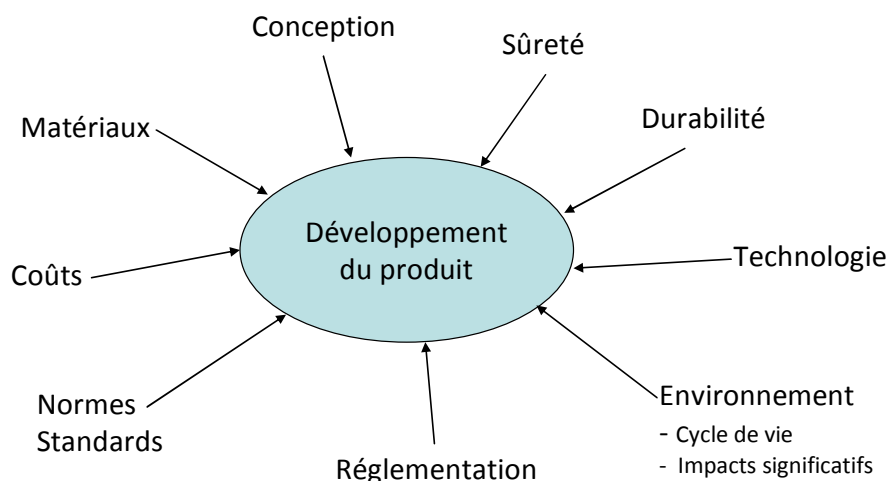 Conception
Sûreté
Matériaux
Durabilité
Développement
du produit
Coûts
Technologie
Normes
Standards
Environnement
- Cycle de vie
- Impacts significatifs
Réglementation